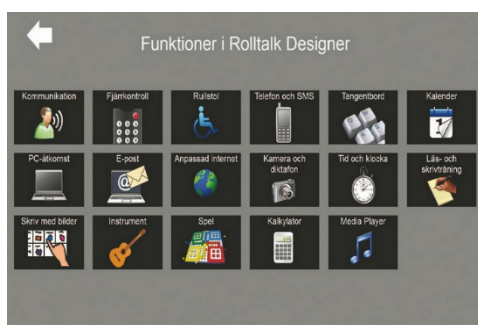 Funktioner i Rolltalk Designer
Kommunikation
Fjärrkontroll
Rullstol
Telefon och SMS
Tangentbord
Kalender
PC-åtkomst
E-post
Anpassad internet
Kamera och
diktafon
Tid och klocka
Läs- och
skrivträning
Skriv med bilder
Instrument
Spel
Kalkylator
Media Player